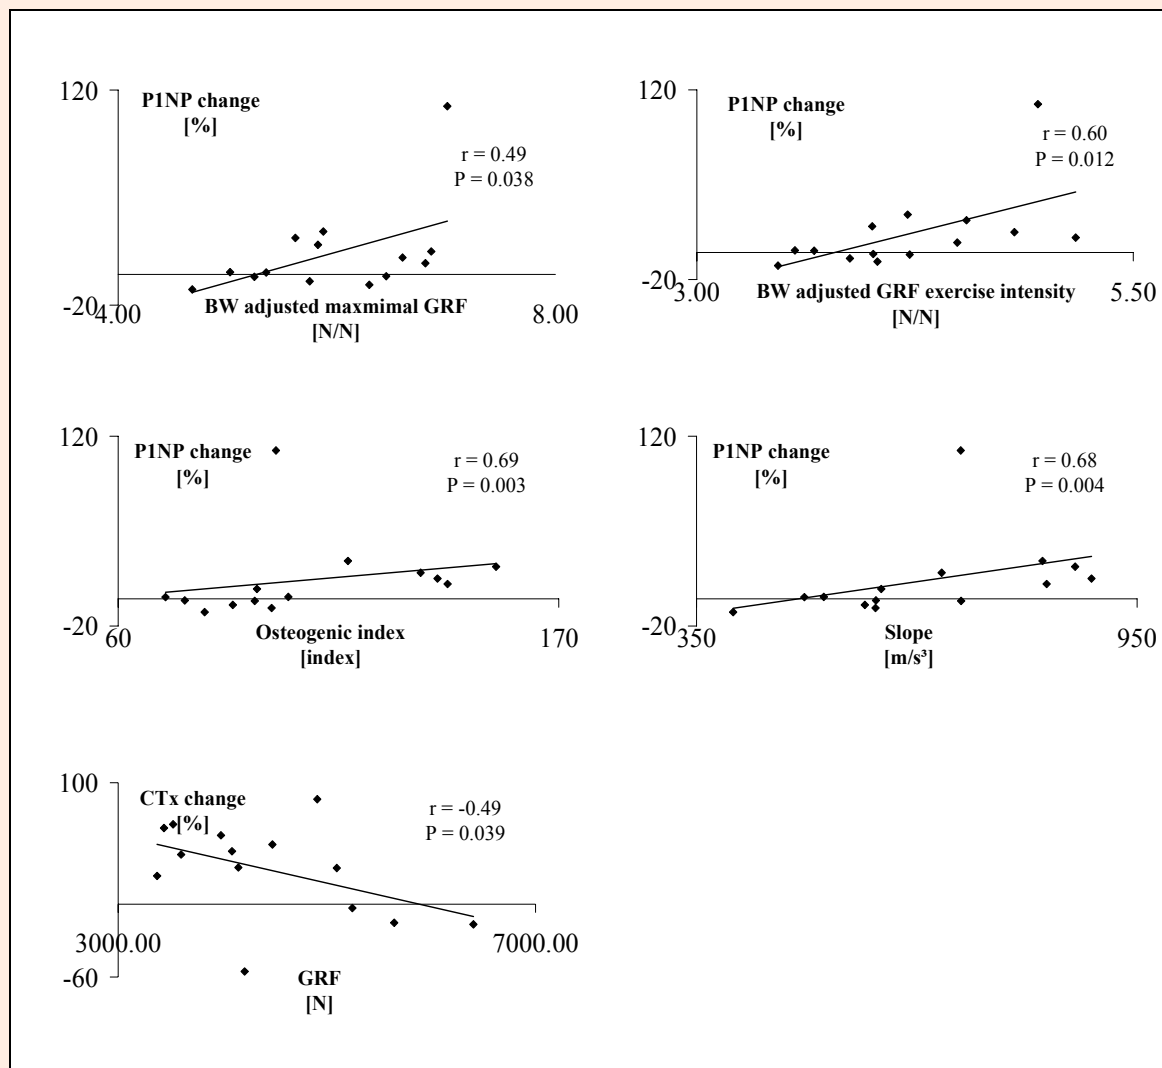 120
P1NP change
[%]
r = 0.49
P = 0.038
-20
4.00
8.00
BW adjusted maxmimal GRF
[N/N]
120
P1NP change
[%]
r = 0.60
P = 0.012
-20
3.00
5.50
BW adjusted GRF exercise intensity
[N/N]
120
P1NP change
[%]
r = 0.69
P = 0.003
-20
60
170
Osteogenic index
[index]
120
P1NP change
[%]
r = 0.68
P = 0.004
-20
350
950
Slope
[m/s³]
100
CTx change
[%]
r = -0.49
P = 0.039
3000.00
7000.00
-60
GRF
[N]